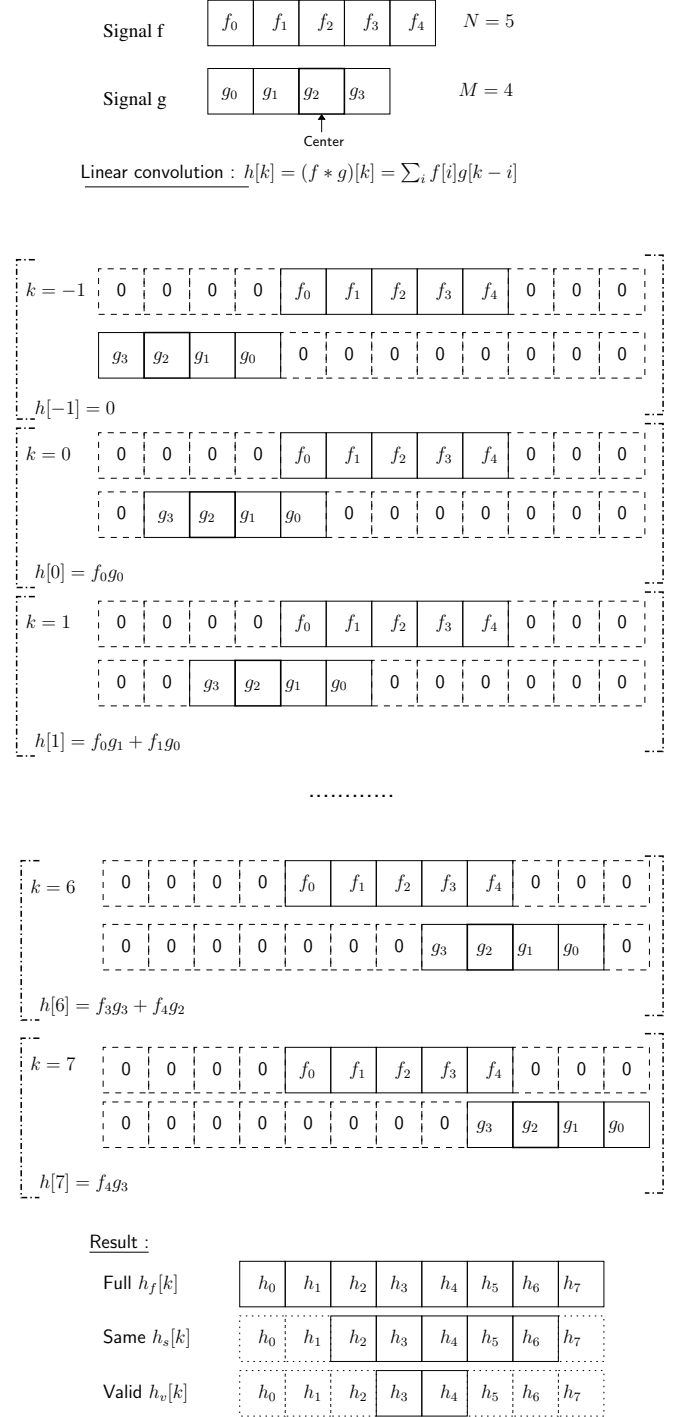 Signal f f₀ f₁ f₂ f₃ f₄ N = 5
Signal g g₀ g₁ g₂ g₃ M = 4
Center
Linear convolution : h[k] = (f ∗ g)[k] = ∑ᵢ f[i]g[k − i]
k = −1 0 0 0 0 f₀ f₁ f₂ f₃ f₄ 0 0 0
g₃ g₂ g₁ g₀ 0 0 0 0 0 0 0 0
h[−1] = 0
k = 0 0 0 0 0 f₀ f₁ f₂ f₃ f₄ 0 0 0
0 g₃ g₂ g₁ g₀ 0 0 0 0 0 0 0
h[0] = f₀g₀
k = 1 0 0 0 0 f₀ f₁ f₂ f₃ f₄ 0 0 0
0 0 g₃ g₂ g₁ g₀ 0 0 0 0 0 0
h[1] = f₀g₁ + f₁g₀
............
k = 6 0 0 0 0 f₀ f₁ f₂ f₃ f₄ 0 0 0
0 0 0 0 0 0 0 g₃ g₂ g₁ g₀ 0
h[6] = f₃g₃ + f₄g₂
k = 7 0 0 0 0 f₀ f₁ f₂ f₃ f₄ 0 0 0
0 0 0 0 0 0 0 0 g₃ g₂ g₁ g₀
h[7] = f₄g₃
Result :
Full h_f[k] h₀ h₁ h₂ h₃ h₄ h₅ h₆ h₇
Same h_s[k] h₀ h₁ h₂ h₃ h₄ h₅ h₆ h₇
Valid h_v[k] h₀ h₁ h₂ h₃ h₄ h₅ h₆ h₇